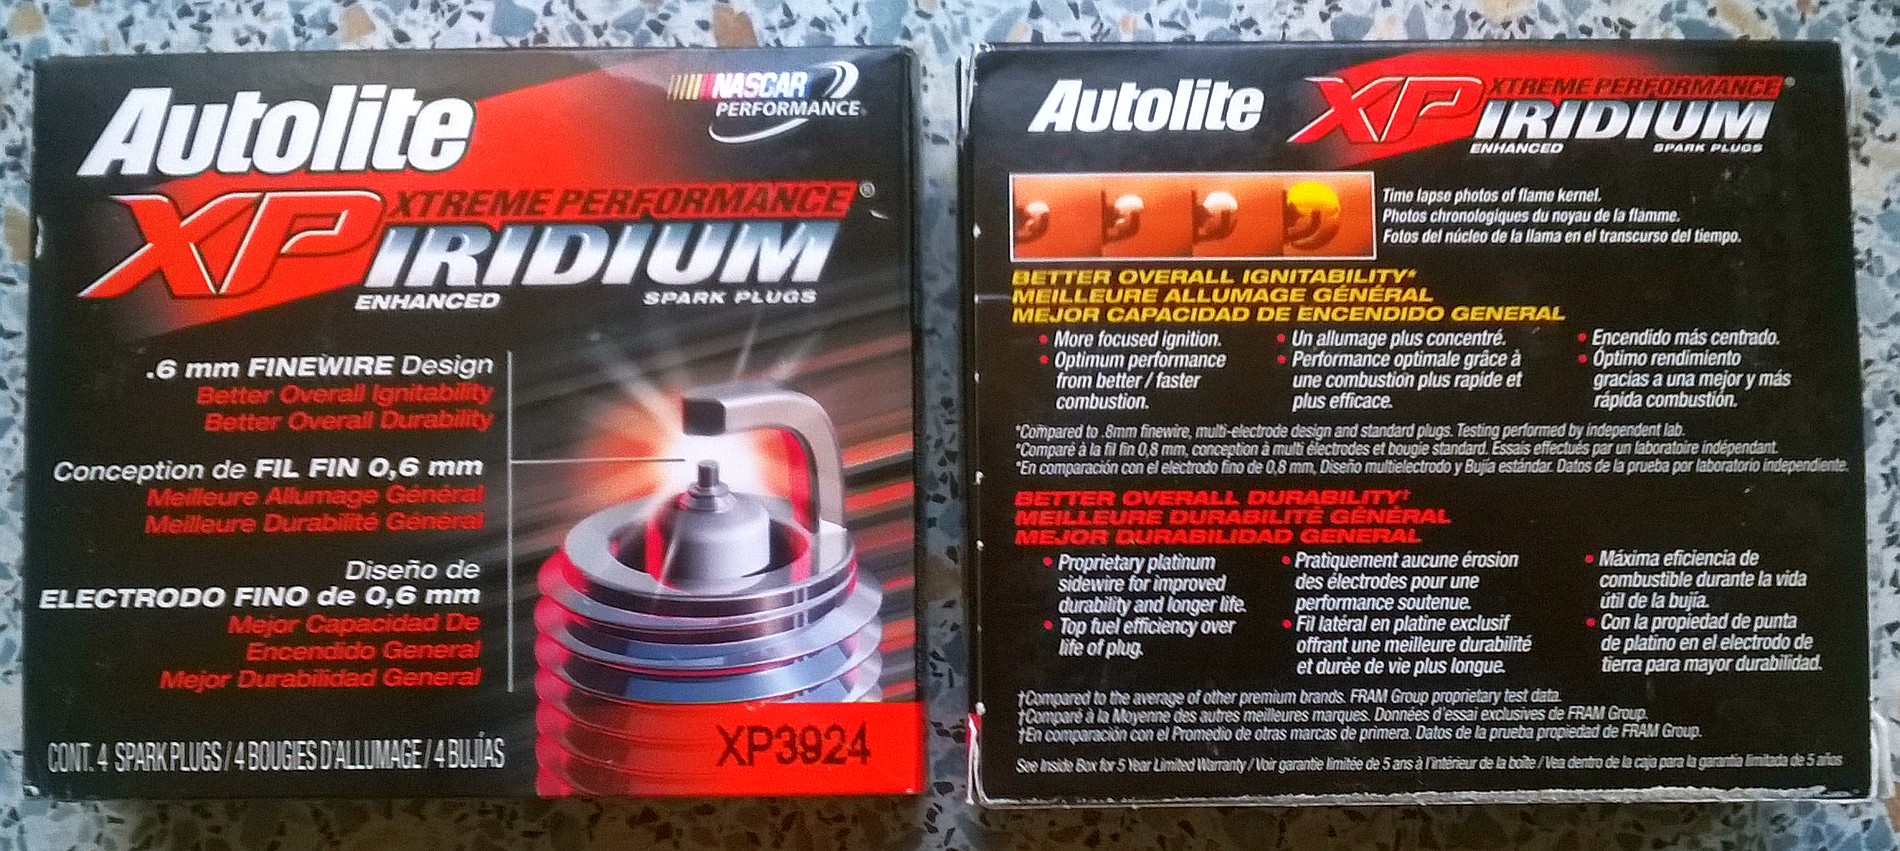 Autolite
NASCAR
PERFORMANCE
XP XTREME PERFORMANCE®
IRIDIUM
ENHANCED SPARK PLUGS
.6 mm FINEWIRE Design
Better Overall Ignitability
Better Overall Durability
Conception de FIL FIN 0,6 mm
Meilleure Allumage Général
Meilleure Durabilité Général
Diseño de
ELECTRODO FINO de 0,6 mm
Mejor Capacidad De
Encendido General
Mejor Durabilidad General
CONT. 4 SPARK PLUGS / 4 BOUGIES D'ALLUMAGE / 4 BUJÍAS
XP3924
Autolite XP XTREME PERFORMANCE®
IRIDIUM
ENHANCED SPARK PLUGS
Time lapse photos of flame kernel.
Photos chronologiques du noyau de la flamme.
Fotos del núcleo de la llama en el transcurso del tiempo.
BETTER OVERALL IGNITABILITY*
MEILLEURE ALLUMAGE GÉNÉRAL
MEJOR CAPACIDAD DE ENCENDIDO GENERAL
• More focused ignition.
• Optimum performance
from better / faster
combustion.
• Un allumage plus concentré.
• Performance optimale grâce à
une combustion plus rapide et
plus efficace.
• Encendido más centrado.
• Óptimo rendimiento
gracias a una mejor y más
rápida combustión.
*Compared to .8mm finewire, multi-electrode design and standard plugs. Testing performed by independent lab.
*Comparé à la fil fin 0,8 mm, conception à multi électrodes et bougie standard. Essais effectués par un laboratoire indépendant.
*En comparación con el electrodo fino de 0,8 mm, Diseño multielectrodo y Bujía estándar. Datos de la prueba por laboratorio independiente.
BETTER OVERALL DURABILITY†
MEILLEURE DURABILITÉ GÉNÉRAL
MEJOR DURABILIDAD GENERAL
• Proprietary platinum
sidewire for improved
durability and longer life.
• Top fuel efficiency over
life of plug.
• Pratiquement aucune érosion
des électrodes pour une
performance soutenue.
• Fil latéral en platine exclusif
offrant une meilleure durabilité
et durée de vie plus longue.
• Máxima eficiencia de
combustible durante la vida
útil de la bujía.
• Con la propiedad de punta
de platino en el electrodo de
tierra para mayor durabilidad.
†Compared to the average of other premium brands. FRAM Group proprietary test data.
†Comparé à la Moyenne des autres meilleures marques. Données d'essai exclusives de FRAM Group.
†En comparación con el Promedio de otras marcas de primera. Datos de la prueba propiedad de FRAM Group.
See Inside Box for 5 Year Limited Warranty / Voir garantie limitée de 5 ans à l'intérieur de la boîte / Vea dentro de la caja para la garantía limitada de 5 años